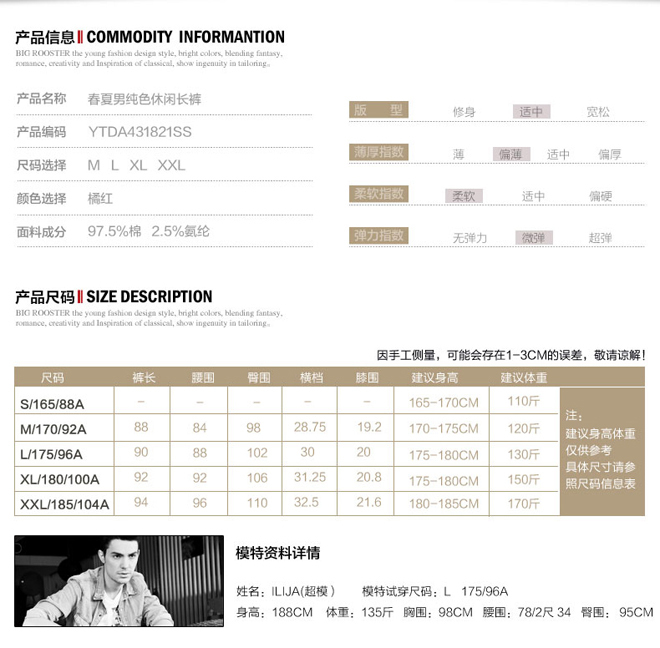 产品信息 COMMODITY INFORMANTION
BIG ROOSTER the young fashion design style, bright colors, blending fantasy,
romance, creativity and Inspiration of classical, show ingenuity in tailoring。
产品名称 春夏男纯色休闲长裤
产品编码 YTDA431821SS
尺码选择 M L XL XXL
颜色选择 橘红
面料成分 97.5%棉 2.5%氨纶
版 型 修身 适中 宽松
薄厚指数 薄 偏薄 适中 偏厚
柔软指数 柔软 适中 偏硬
弹力指数 无弹力 微弹 超弹
产品尺码 SIZE DESCRIPTION
BIG ROOSTER the young fashion design style, bright colors, blending fantasy,
romance, creativity and Inspiration of classical, show ingenuity in tailoring。
因手工侧量，可能会存在1-3CM的误差，敬请谅解！
尺码 裤长 腰围 臀围 横档 膝围 建议身高 建议体重
S/165/88A - - - - - 165-170CM 110斤
M/170/92A 88 84 98 28.75 19.2 170-175CM 120斤
L/175/96A 90 88 102 30 20 175-180CM 130斤
XL/180/100A 92 92 106 31.25 20.8 175-180CM 150斤
XXL/185/104A 94 96 110 32.5 21.6 180-185CM 170斤
注：
建议身高体重
仅供参考
具体尺寸请参
照尺码信息表
模特资料详情
姓名：ILIJA(超模） 模特试穿尺码：L 175/96A
身高：188CM 体重：135斤 胸围：98CM 腰围：78/2尺 34 臀围： 95CM